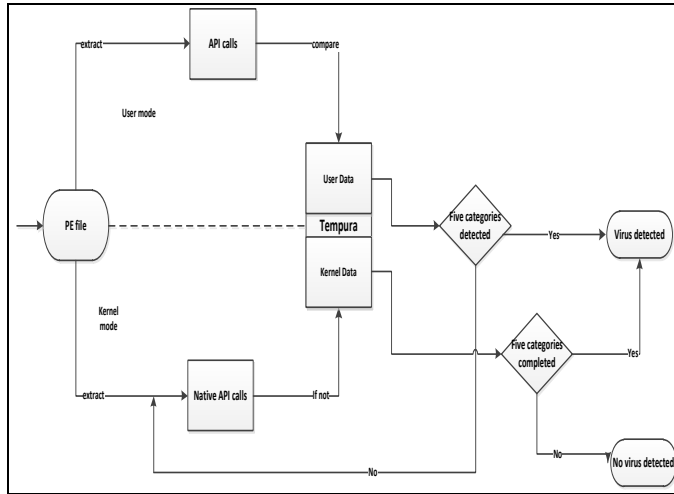 extract
API calls
compare
User mode
User Data
PE file
Tempura
Five categories
detected
Yes
Virus detected
Kernel Data
Kernel
mode
Five categories
completed
Yes
extract
Native API calls
If not
No
No
No virus detected